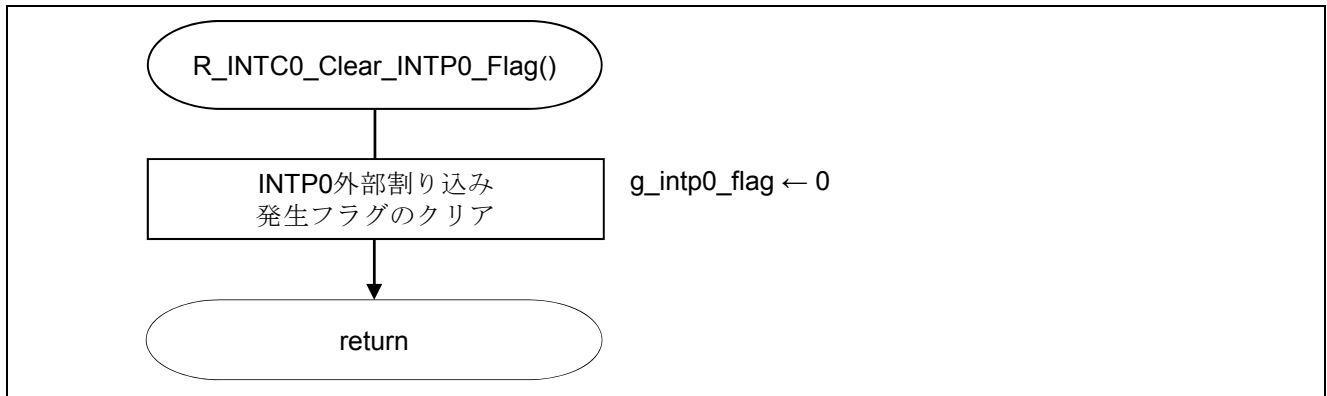 R_INTC0_Clear_INTP0_Flag()
INTP0外部割り込み
発生フラグのクリア
g_intp0_flag ← 0
return